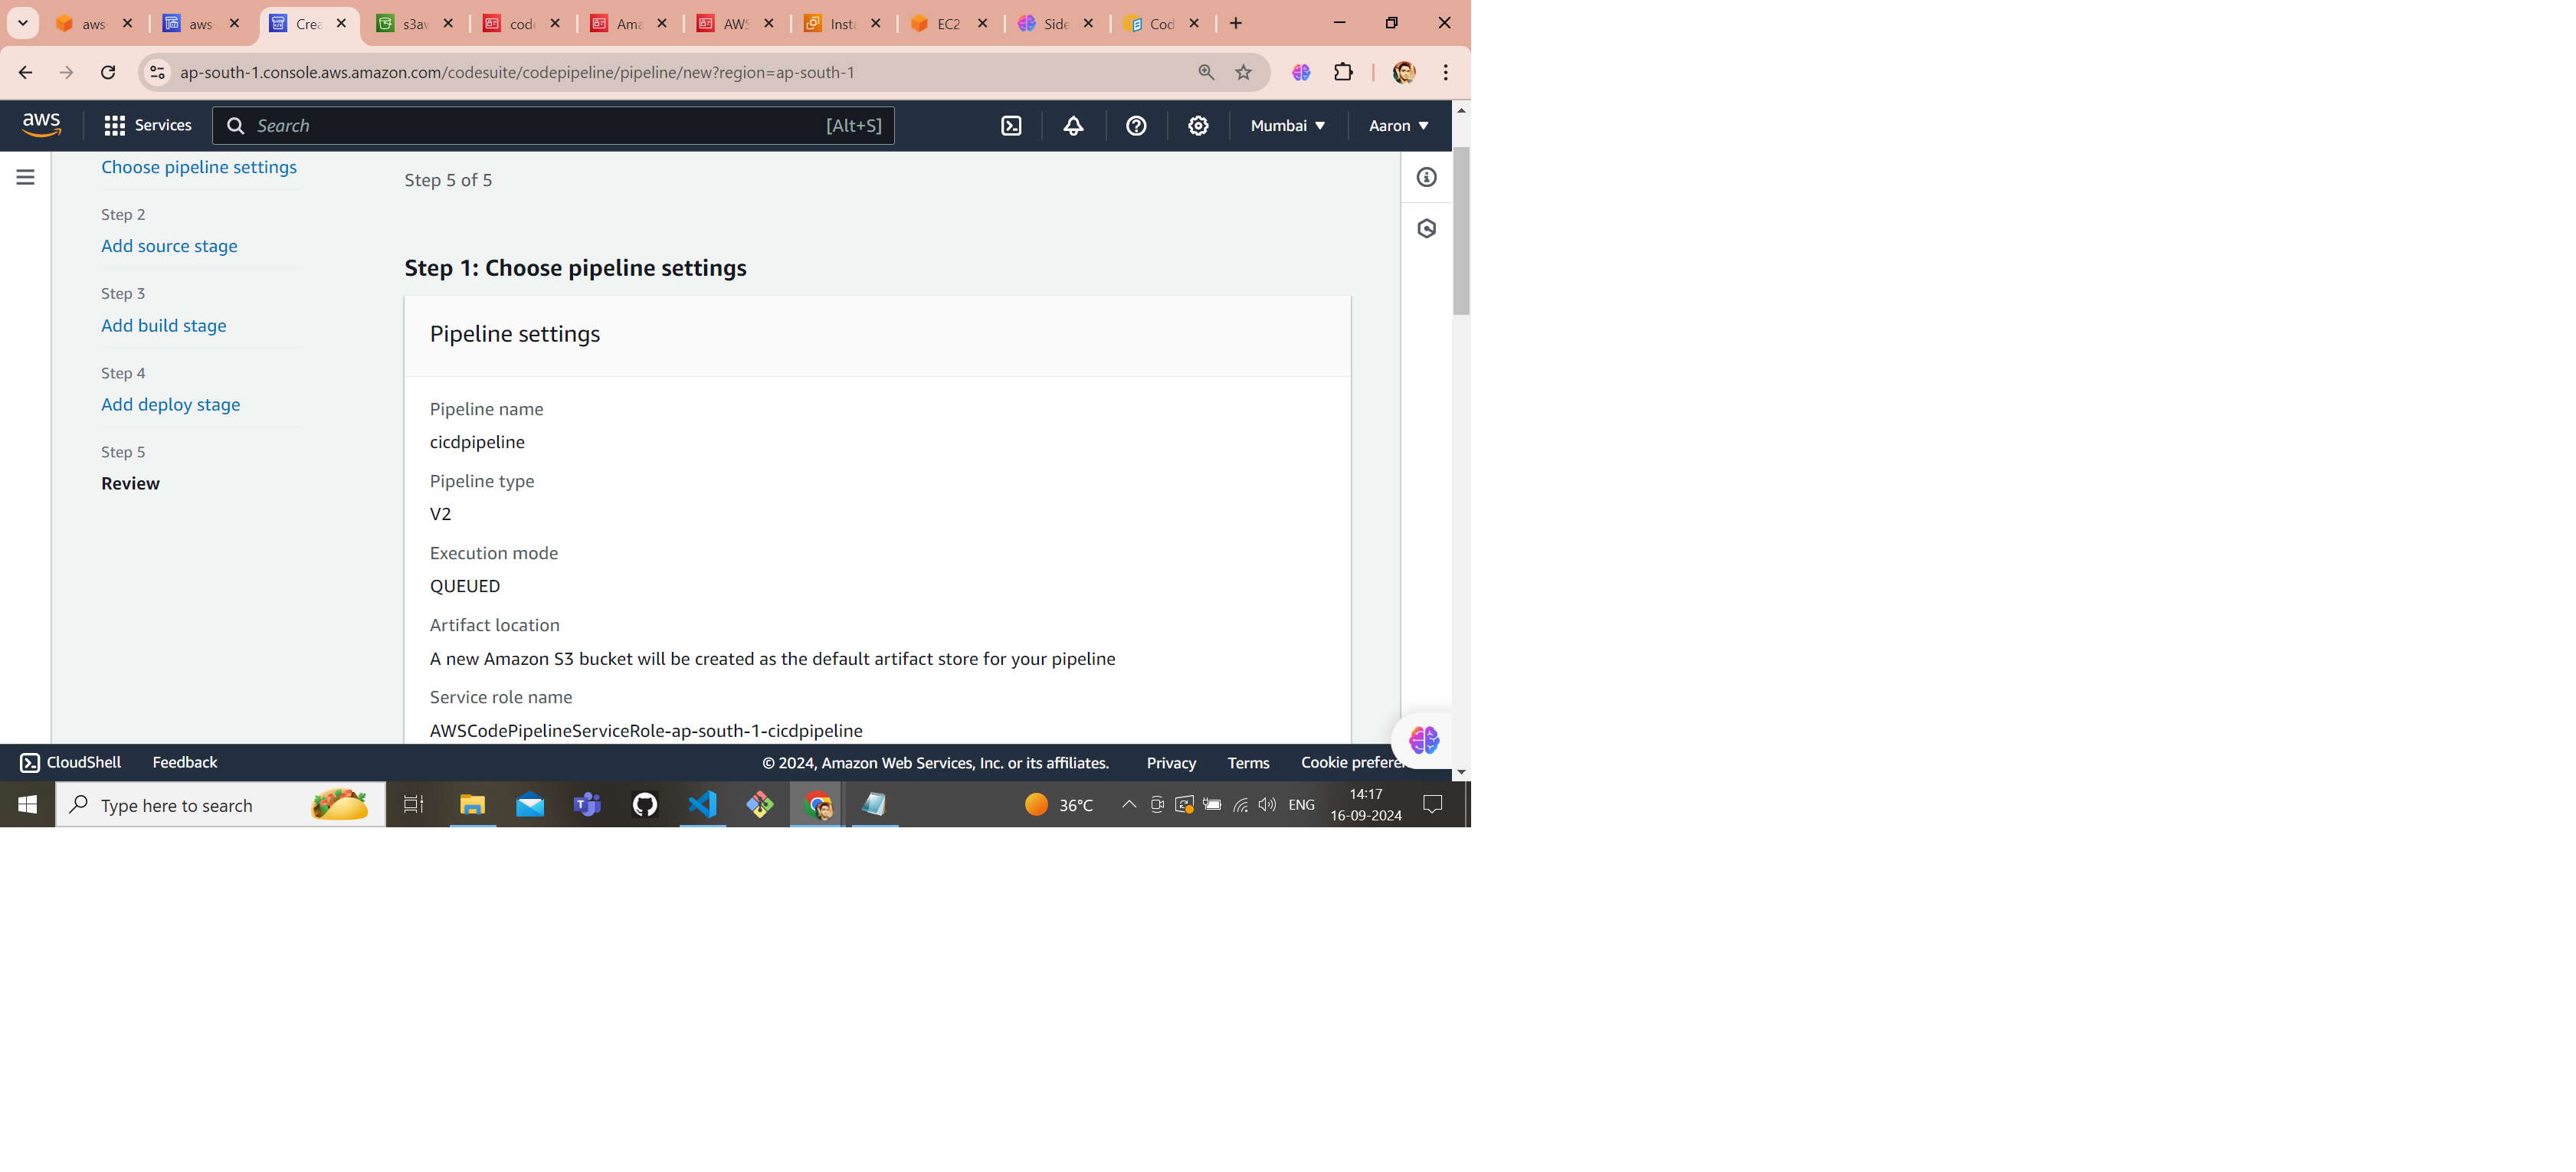 aws
aws
Crea
s3av
code
Ama
AWS
Insta
EC2
Side
Cod
ap-south-1.console.aws.amazon.com/codesuite/codepipeline/pipeline/new?region=ap-south-1
aws
Services
Search
[Alt+S]
Mumbai
Aaron
Choose pipeline settings
Step 2
Add source stage
Step 3
Add build stage
Step 4
Add deploy stage
Step 5
Review
Step 5 of 5
Step 1: Choose pipeline settings
Pipeline settings
Pipeline name
cicdpipeline
Pipeline type
V2
Execution mode
QUEUED
Artifact location
A new Amazon S3 bucket will be created as the default artifact store for your pipeline
Service role name
AWSCodePipelineServiceRole-ap-south-1-cicdpipeline
CloudShell
Feedback
© 2024, Amazon Web Services, Inc. or its affiliates.
Privacy
Terms
Cookie prefere
Type here to search
36°C
ENG
14:17
16-09-2024